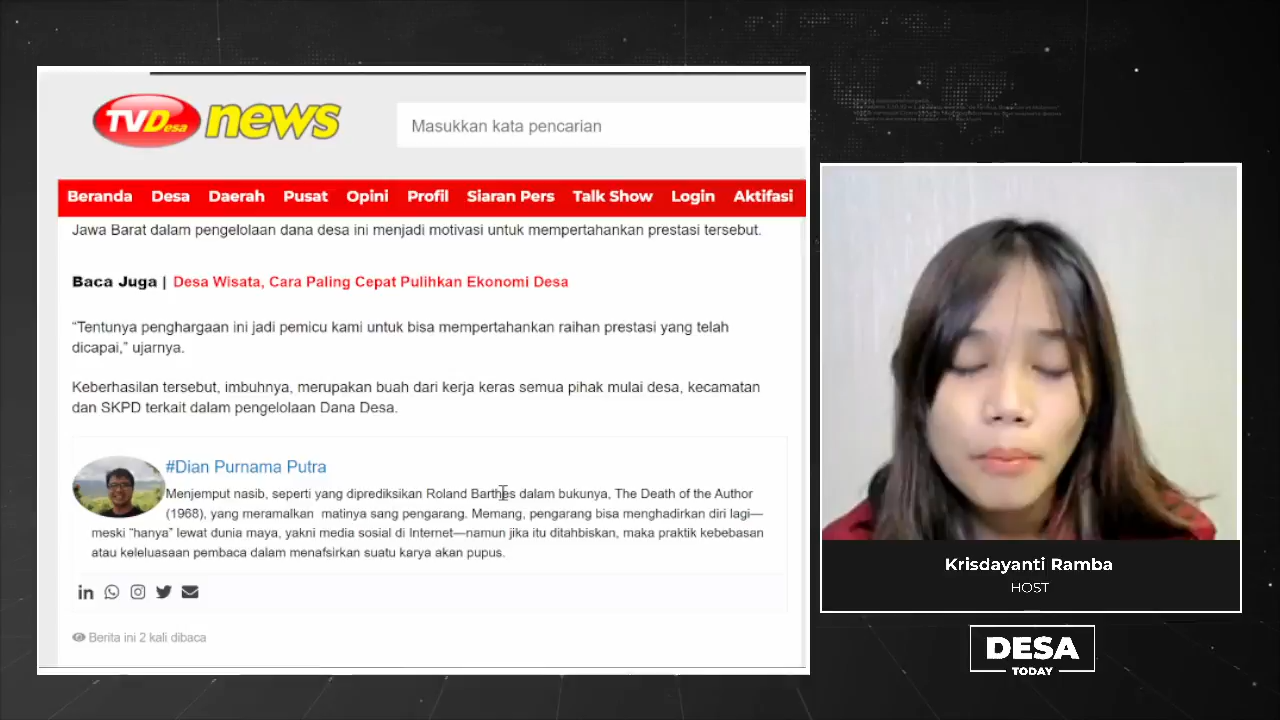 TVDesa news
Masukkan kata pencarian
Beranda Desa Daerah Pusat Opini Profil Siaran Pers Talk Show Login Aktifasi
Jawa Barat dalam pengelolaan dana desa ini menjadi motivasi untuk mempertahankan prestasi tersebut.
Baca Juga | Desa Wisata, Cara Paling Cepat Pulihkan Ekonomi Desa
“Tentunya penghargaan ini jadi pemicu kami untuk bisa mempertahankan raihan prestasi yang telah
dicapai,” ujarnya.
Keberhasilan tersebut, imbuhnya, merupakan buah dari kerja keras semua pihak mulai desa, kecamatan
dan SKPD terkait dalam pengelolaan Dana Desa.
#Dian Purnama Putra
Menjemput nasib, seperti yang diprediksikan Roland Barthes dalam bukunya, The Death of the Author
(1968), yang meramalkan matinya sang pengarang. Memang, pengarang bisa menghadirkan diri lagi—
meski “hanya” lewat dunia maya, yakni media sosial di Internet—namun jika itu ditahbiskan, maka praktik kebebasan
atau keleluasaan pembaca dalam menafsirkan suatu karya akan pupus.
Berita ini 2 kali dibaca
Krisdayanti Ramba
HOST
DESA
TODAY